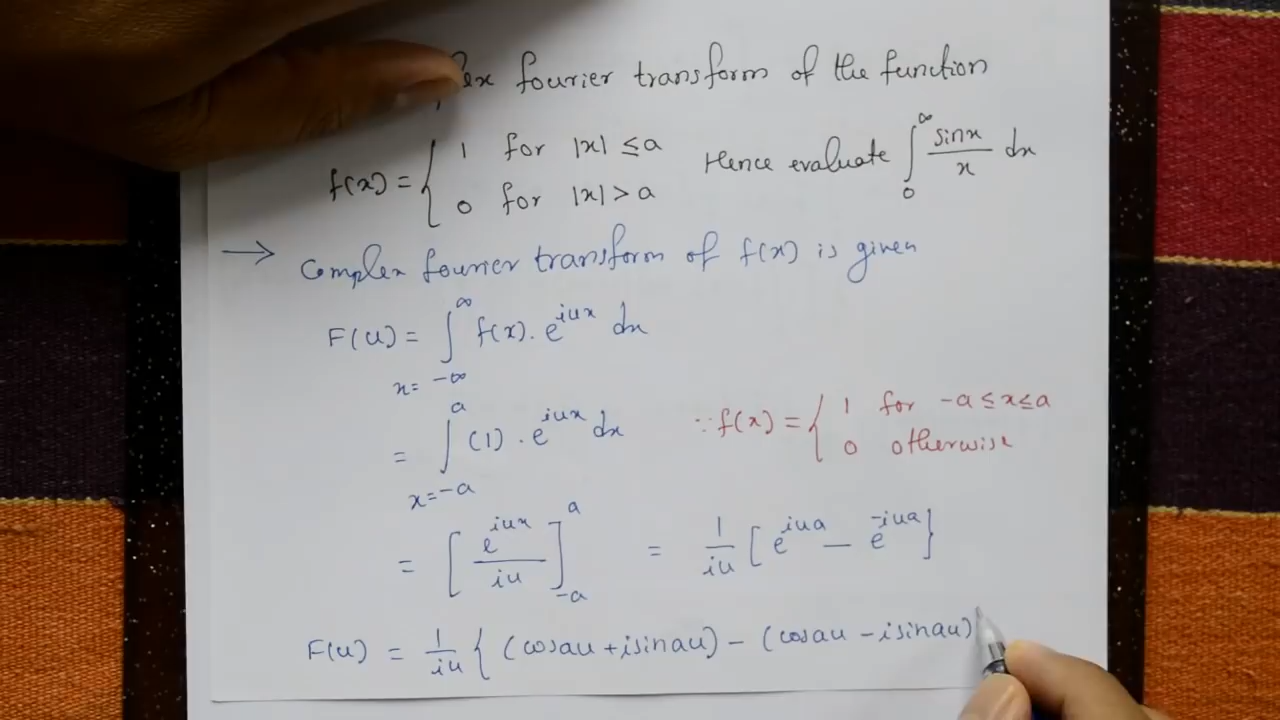 fourier transform of the function
f(x) = { 1 for |x| ≤ a
0 for |x| > a
Hence evaluate ∫₀^∞ sinx/x dx
→ Complex fourier transform of f(x) is given
F(u) = ∫_{x=-∞}^{∞} f(x). e^{iux} dx
= ∫_{x=-a}^{a} (1) . e^{iux} dx
∵ f(x) = { 1 for -a ≤ x ≤ a
0 otherwise
= [e^{iux}/iu]_{-a}^{a} = 1/iu [e^{iua} - e^{-iua}}
F(u) = 1/iu { (cosau + isinau) - (cosau - isinau)